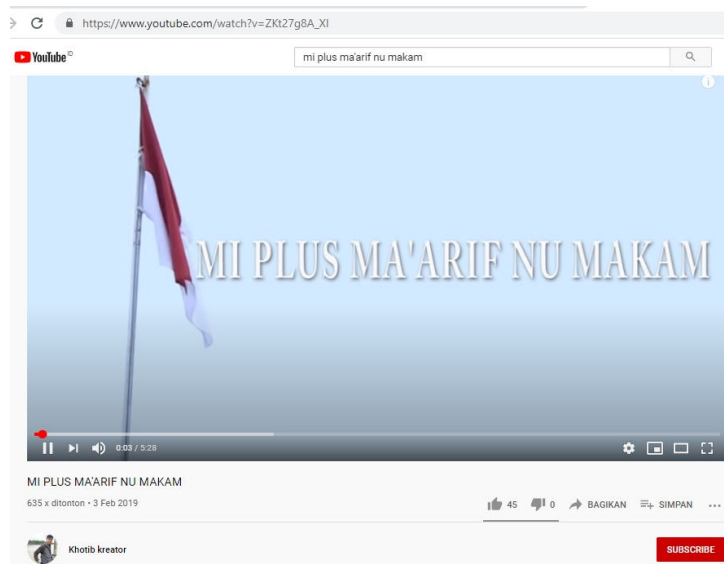 https://www.youtube.com/watch?v=ZKt27g8A_XI
YouTube ID
mi plus ma'arif nu makam
MI PLUS MA'ARIF NU MAKAM
0:03 / 5:28
MI PLUS MA'ARIF NU MAKAM
635 x ditonton • 3 Feb 2019
45 0 BAGIKAN SIMPAN
Khotib kreator
SUBSCRIBE